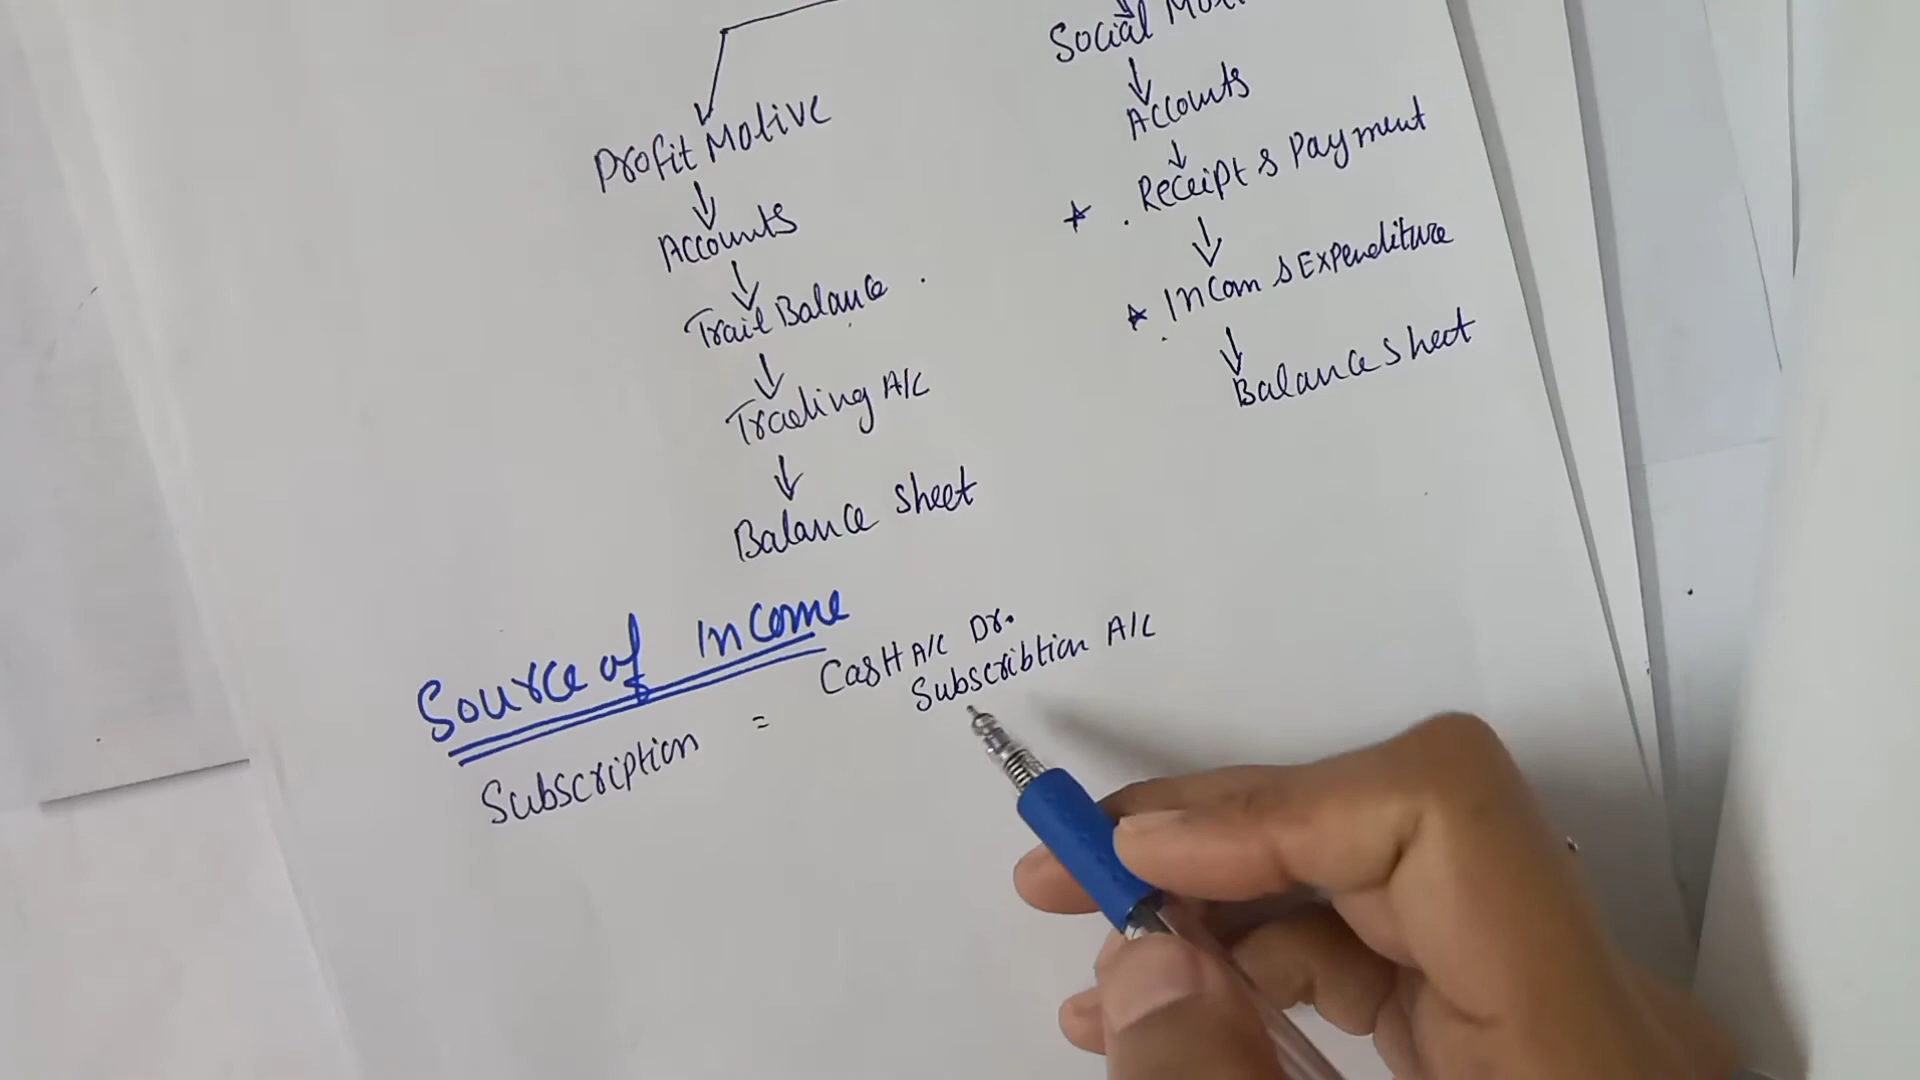 Profit Motive
Accounts
Trail Balance
Trading A/C
Balance Sheet
Social
Accounts
Receipt & Payment
Incom & Expenditure
Balance Sheet
Source of Income
Subscription = Cash A/C Dr.
Subscribtion A/C